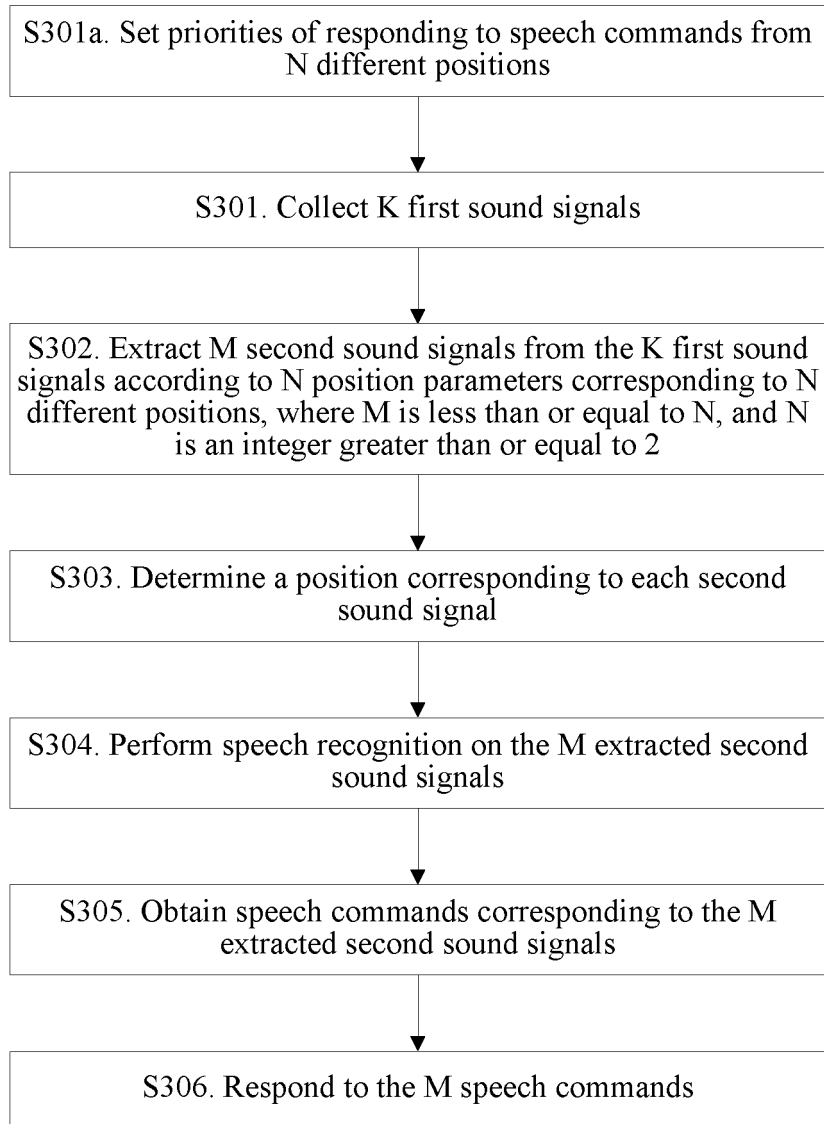 S301a. Set priorities of responding to speech commands from
N different positions
S301. Collect K first sound signals
S302. Extract M second sound signals from the K first sound
signals according to N position parameters corresponding to N
different positions, where M is less than or equal to N, and N
is an integer greater than or equal to 2
S303. Determine a position corresponding to each second
sound signal
S304. Perform speech recognition on the M extracted second
sound signals
S305. Obtain speech commands corresponding to the M
extracted second sound signals
S306. Respond to the M speech commands